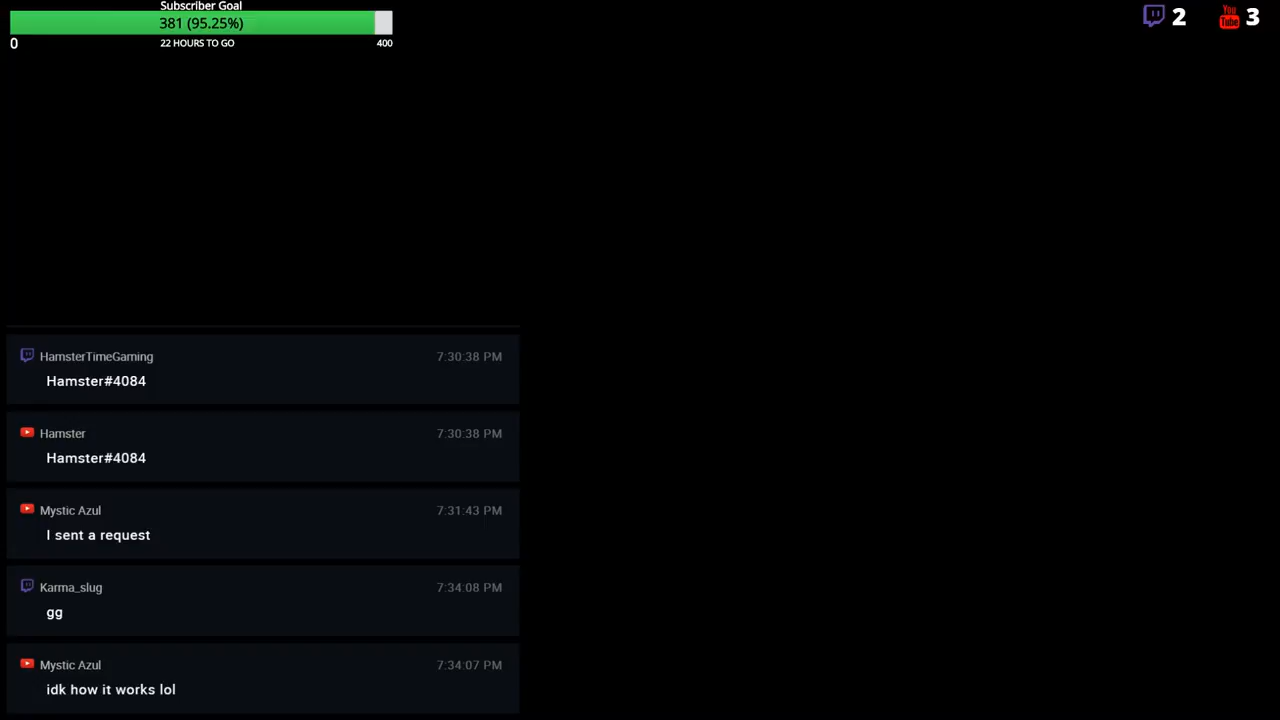 Subscriber Goal
381 (95.25%)
0 22 HOURS TO GO 400
2 You Tube 3
HamsterTimeGaming 7:30:38 PM
Hamster#4084
Hamster 7:30:38 PM
Hamster#4084
Mystic Azul 7:31:43 PM
I sent a request
Karma_slug 7:34:08 PM
gg
Mystic Azul 7:34:07 PM
idk how it works lol